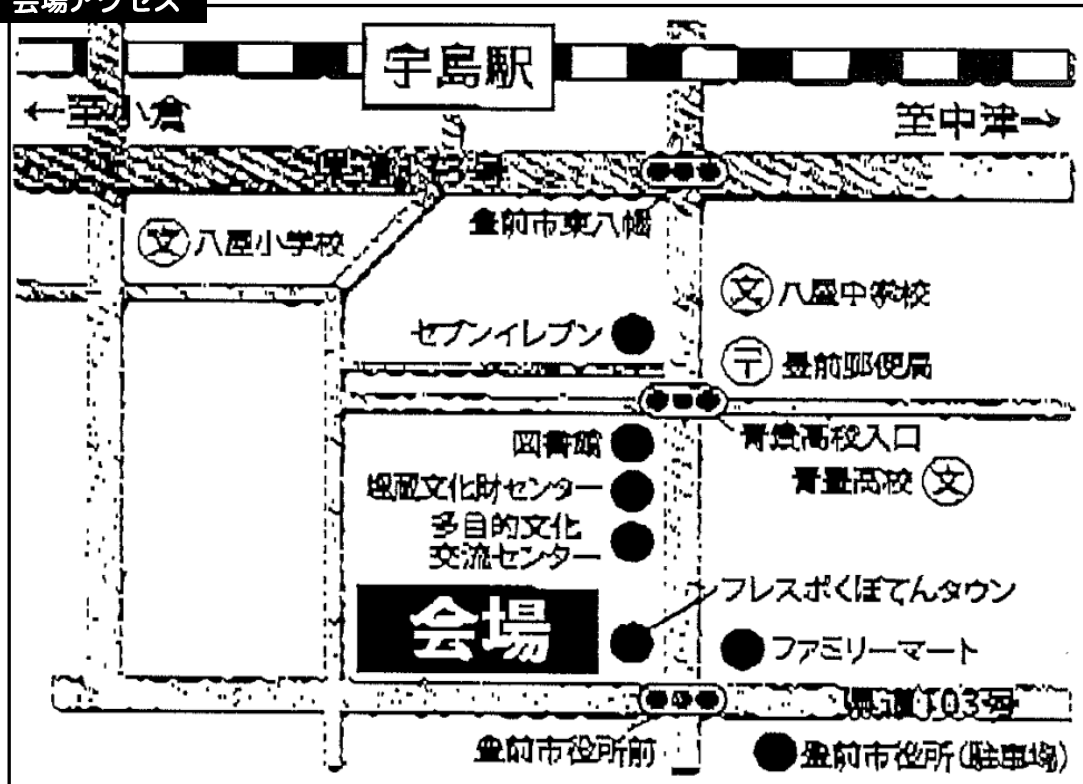 会場アクセス
宇島駅
←至小倉
至中津→
豊前市東八幡
文 八屋小学校
文 八屋中学校
セブンイレブン
〒 豊前郵便局
図書館
青豊高校入口
埋蔵文化財センター
青豊高校 文
多目的文化
交流センター
フレスポくぼてんタウン
会場
ファミリーマート
県道103号
豊前市役所前
豊前市役所(駐車場)